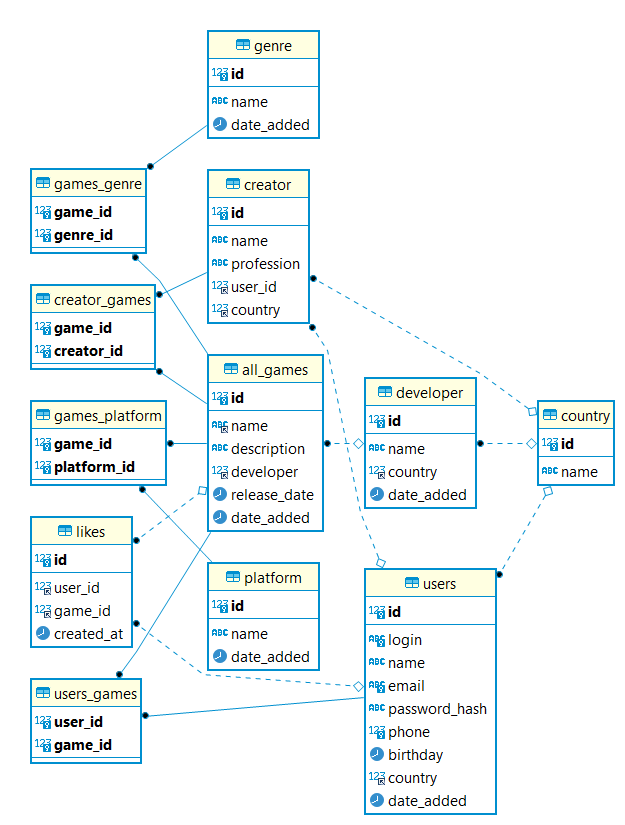 genre
id
name
date_added
games_genre
game_id
genre_id
creator
id
name
profession
user_id
country
creator_games
game_id
creator_id
all_games
id
name
description
developer
release_date
date_added
developer
id
name
country
date_added
country
id
name
games_platform
game_id
platform_id
likes
id
user_id
game_id
created_at
platform
id
name
date_added
users
id
login
name
email
password_hash
phone
birthday
country
date_added
users_games
user_id
game_id